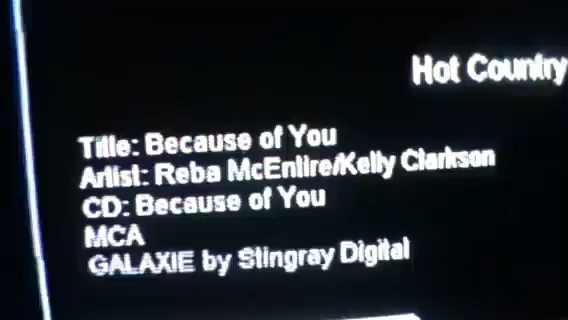 Hot Country
Title: Because of You
Artist: Reba McEntire/Kelly Clarkson
CD: Because of You
MCA
GALAXIE by Stingray Digital